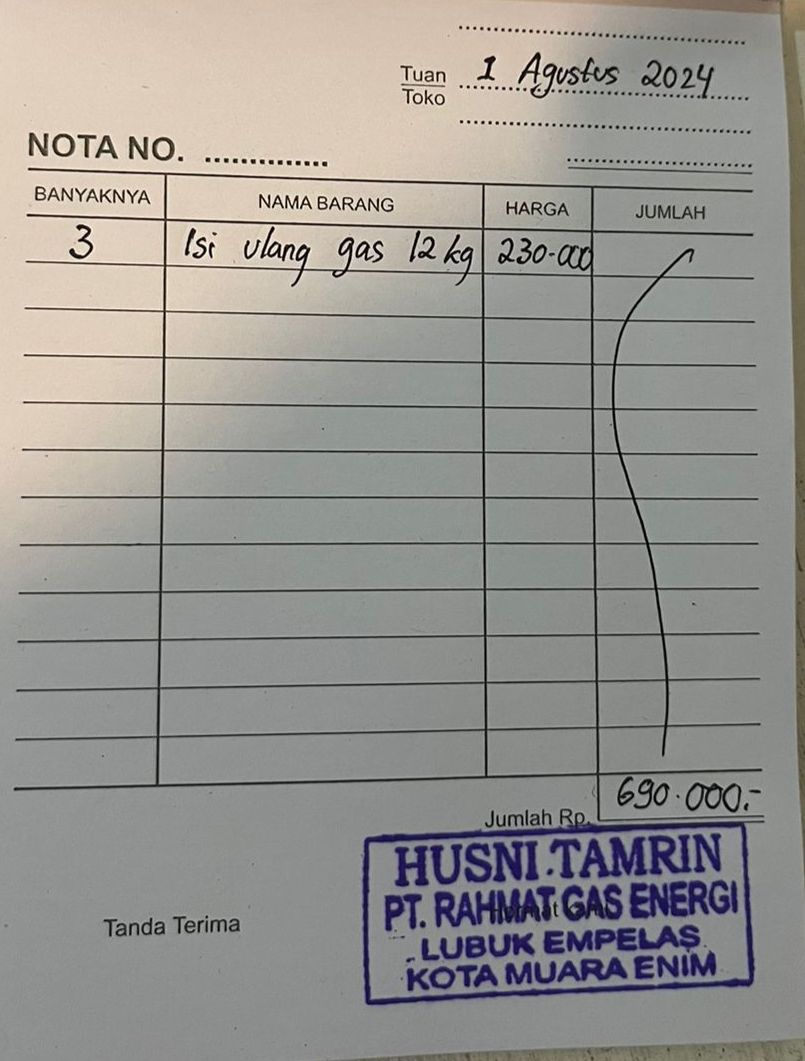 Tuan 1 Agustus 2024
Toko
NOTA NO. ..............
BANYAKNYA NAMA BARANG HARGA JUMLAH
3 Isi ulang gas 12 kg 230.000
690.000.-
Jumlah Rp.
HUSNI.TAMRIN
PT. RAHMAT GAS ENERGI
Tanda Terima
LUBUK EMPELAS
KOTA MUARA ENIM